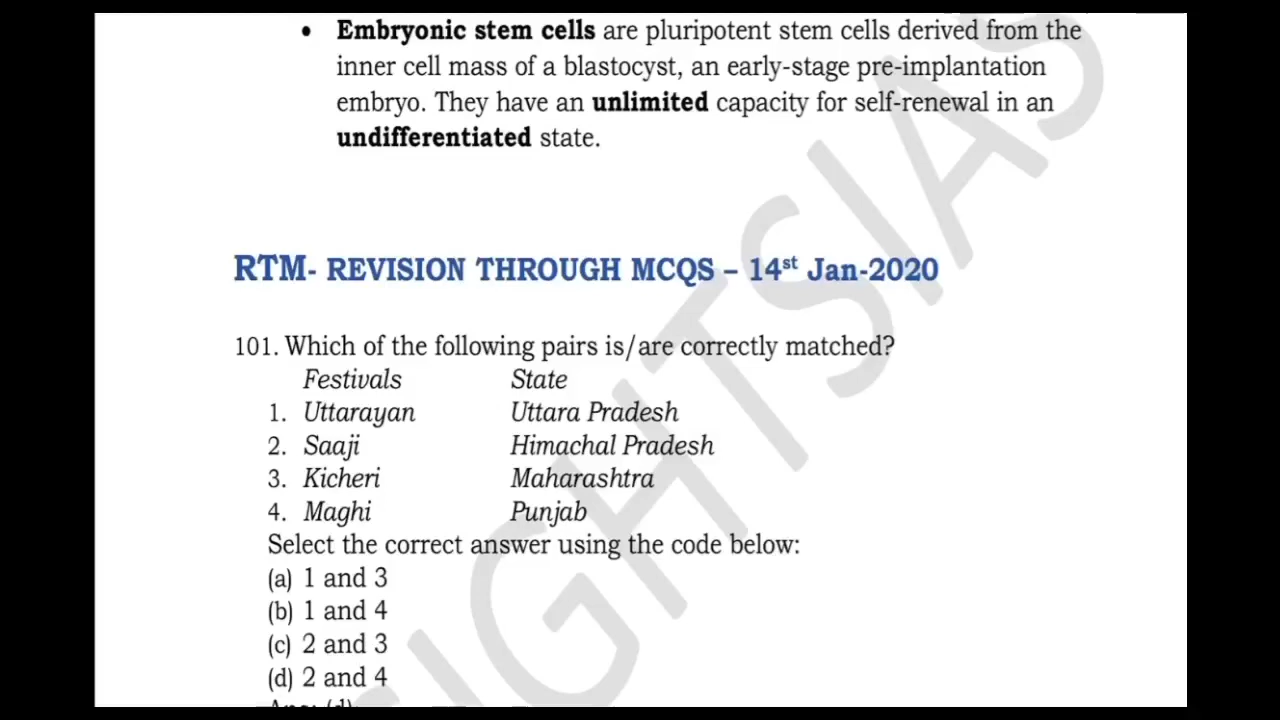 • Embryonic stem cells are pluripotent stem cells derived from the
inner cell mass of a blastocyst, an early-stage pre-implantation
embryo. They have an unlimited capacity for self-renewal in an
undifferentiated state.
RTM- REVISION THROUGH MCQS – 14st Jan-2020
101. Which of the following pairs is/are correctly matched?
Festivals State
1. Uttarayan Uttara Pradesh
2. Saaji Himachal Pradesh
3. Kicheri Maharashtra
4. Maghi Punjab
Select the correct answer using the code below:
(a) 1 and 3
(b) 1 and 4
(c) 2 and 3
(d) 2 and 4
Ans: (d)
SIGHTSIAS